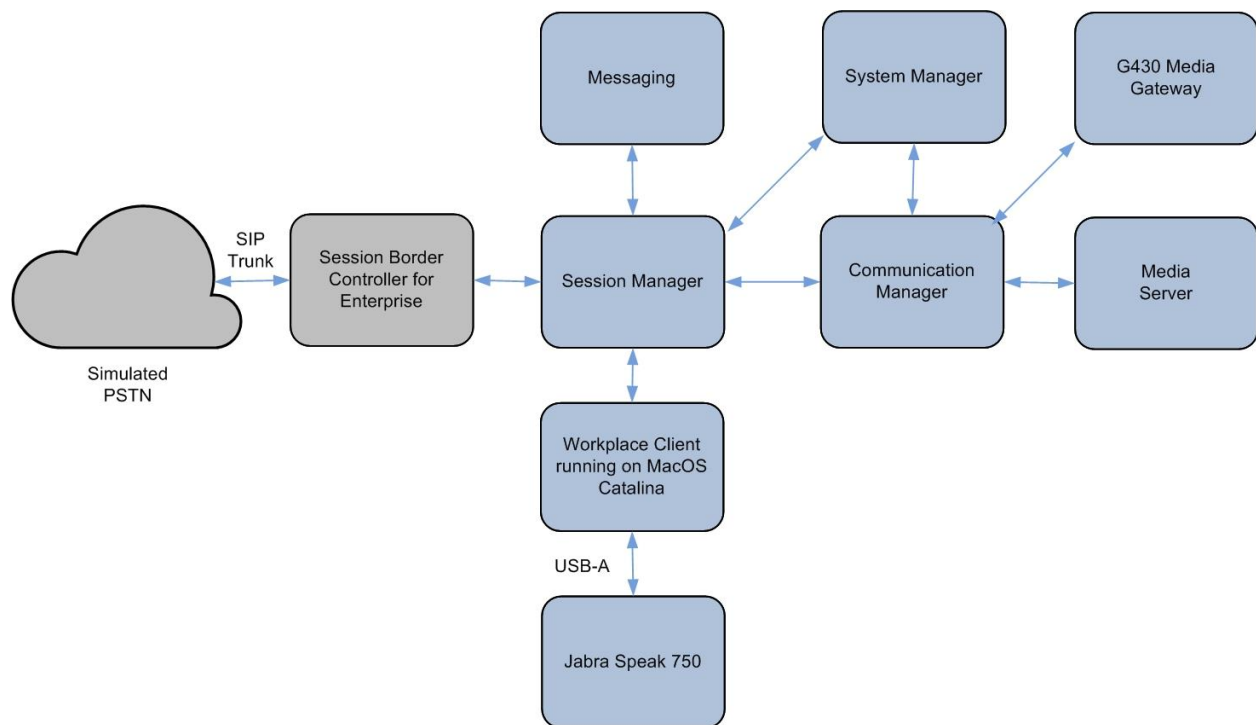 Messaging
System Manager
G430 Media
Gateway
SIP
Trunk
Session Border
Controller for
Enterprise
Session Manager
Communication
Manager
Media
Server
Simulated
PSTN
Workplace Client
running on MacOS
Catalina
USB-A
Jabra Speak 750